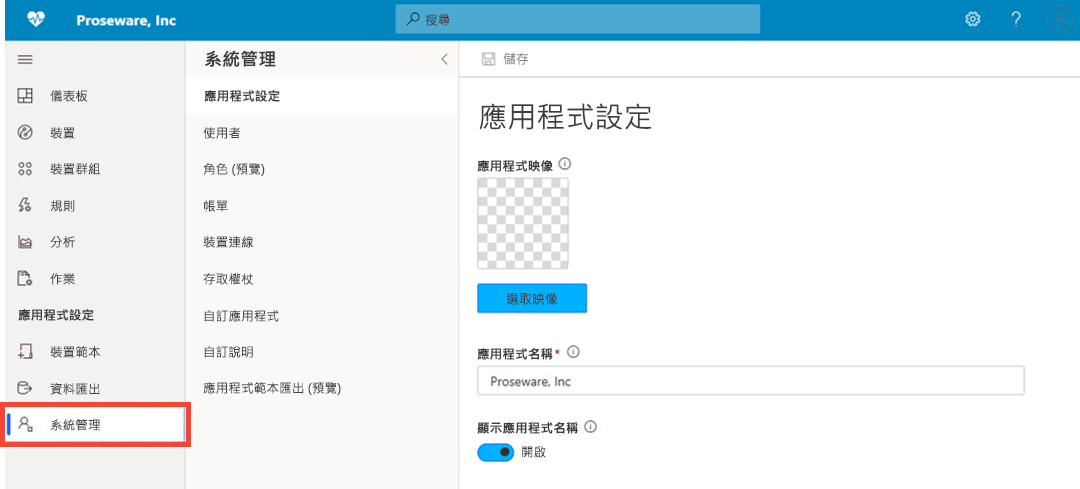 Proseware, Inc
搜尋
?
儀表板
裝置
裝置群組
規則
分析
作業
應用程式設定
裝置範本
資料匯出
系統管理
系統管理
應用程式設定
使用者
角色 (預覽)
帳單
裝置連線
存取權杖
自訂應用程式
自訂說明
應用程式範本匯出 (預覽)
儲存
應用程式設定
應用程式映像
選取映像
應用程式名稱*
Proseware, Inc
顯示應用程式名稱
開啟